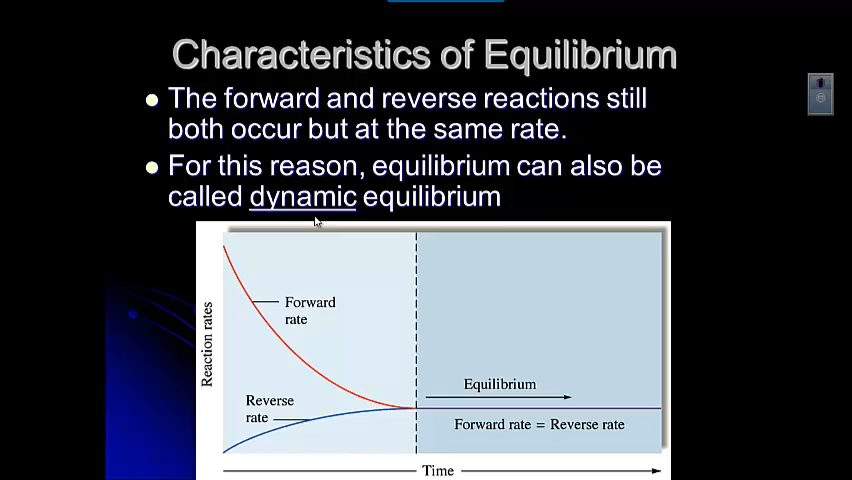 Characteristics of Equilibrium
The forward and reverse reactions still
both occur but at the same rate.
For this reason, equilibrium can also be
called dynamic equilibrium
Reaction rates
Forward
rate
Reverse
rate
Equilibrium
Forward rate = Reverse rate
Time